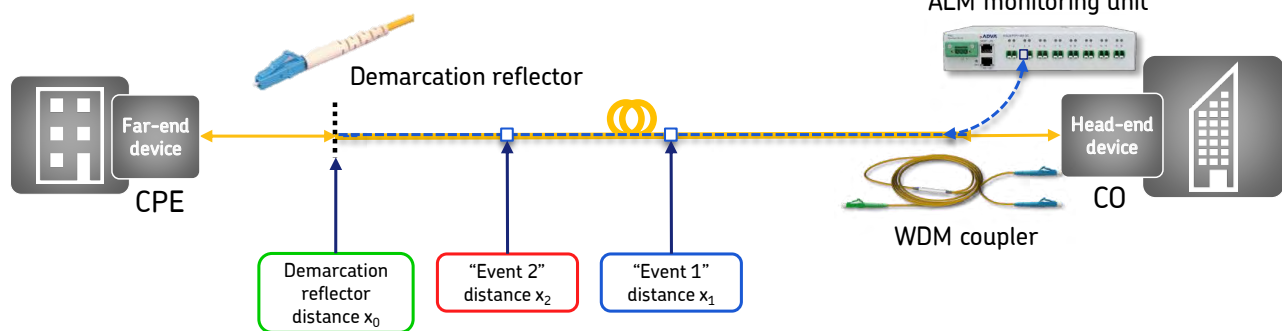 ALM monitoring unit
ADVA
Demarcation reflector
Far-end
device
CPE
Head-end
device
CO
WDM coupler
Demarcation
reflector
distance x₀
“Event 2”
distance x₂
“Event 1”
distance x₁